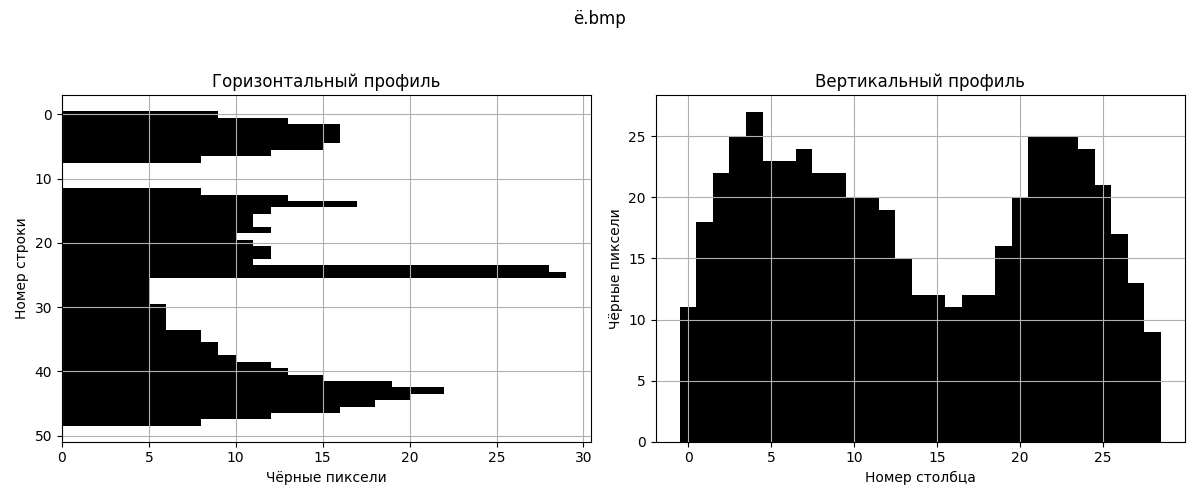 ë.bmp
Горизонтальный профиль
Вертикальный профиль
0
10
20
30
40
50
Номер строки
0 5 10 15 20 25 30
Чёрные пиксели
25
20
15
10
5
0
Чёрные пиксели
0 5 10 15 20 25
Номер столбца